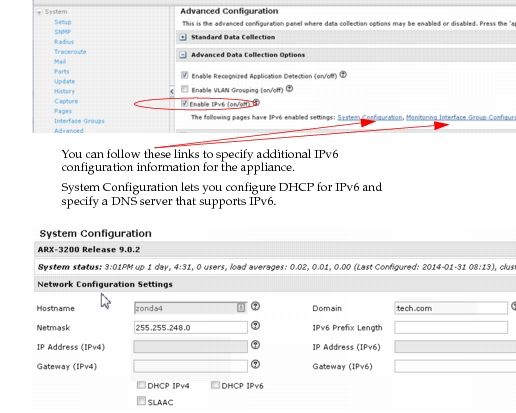 System
Setup
SNMP
Radius
Traceroute
Mail
Ports
Update
History
Capture
Pages
Interface Groups
Advanced
Advanced Configuration
This is the advanced configuration panel where data collection options may be enabled or disabled. Press the
Standard Data Collection
Advanced Data Collection Options
Enable Recognized Application Detection (on/off)
Enable VLAN Grouping (on/off)
Enable IPv6 (on/off)
The following pages have IPv6 enabled settings: System Configuration, Monitoring Interface Group Configura
You can follow these links to specify additional IPv6
configuration information for the appliance.
System Configuration lets you configure DHCP for IPv6 and
specify a DNS server that supports IPv6.
System Configuration
ARX-3200 Release 9.0.2
System status: 3:01PM up 1 day, 4:31, 0 users, load averages: 0.02, 0.01, 0.00 (Last Configured: 2014-01-31 08:13), clust
Network Configuration Settings
Hostname zonda4 Domain tech.com
Netmask 255.255.248.0 IPv6 Prefix Length
IP Address (IPv4) IP Address (IPv6)
Gateway (IPv4) Gateway (IPv6)
DHCP IPv4 DHCP IPv6
SLAAC